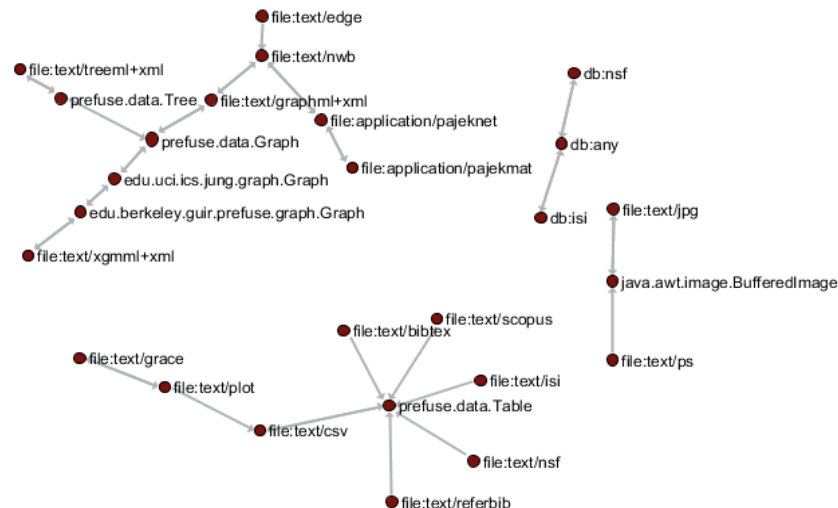 file:text/edge
file:text/nwb
file:text/treeml+xml
db:nsf
prefuse.data.Tree
file:text/graphml+xml
file:application/pajeknet
prefuse.data.Graph
db:any
file:application/pajekmat
edu.uci.ics.jung.graph.Graph
edu.berkeley.guir.prefuse.graph.Graph
db:isi
file:text/jpg
file:text/xgmml+xml
java.awt.image.BufferedImage
file:text/scopus
file:text/bibtex
file:text/grace
file:text/ps
file:text/plot
file:text/isi
prefuse.data.Table
file:text/csv
file:text/nsf
file:text/referbib